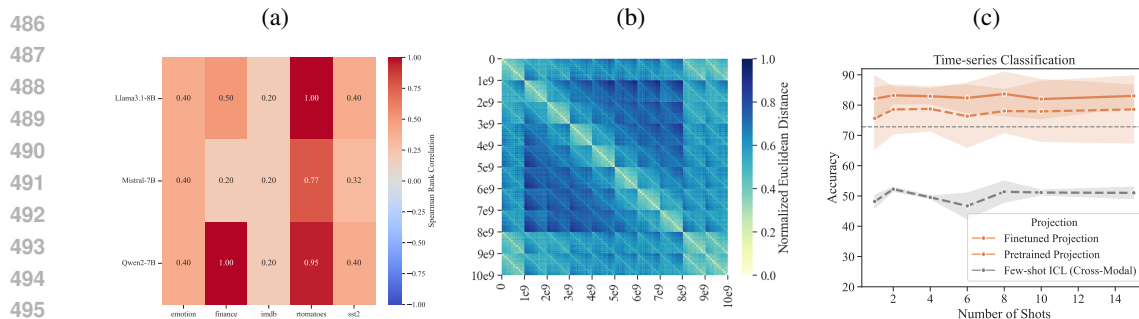 486
487
488
489
490
491
492
493
494
495
(a)
Llama3.1-8B
Mistral-7B
Qwen2-7B
0.40 0.50 0.20 1.00 0.40
0.40 0.20 0.20 0.77 0.32
0.40 1.00 0.20 0.95 0.40
emotion finance imdb rtomatoes sst2
1.00
0.75
0.50
0.25
0.00
-0.25
-0.50
-0.75
-1.00
Spearman Rank Correlation
(b)
0
1e9
2e9
3e9
4e9
5e9
6e9
7e9
8e9
9e9
10e9
0 1e9 2e9 3e9 4e9 5e9 6e9 7e9 8e9 9e9 10e9
1.0
0.8
0.6
0.4
0.2
0.0
Normalized Euclidean Distance
(c)
Time-series Classification
90
80
70
60
50
40
30
20
Accuracy
Projection
Finetuned Projection
Pretrained Projection
Few-shot ICL (Cross-Modal)
2 4 6 8 10 12 14
Number of Shots